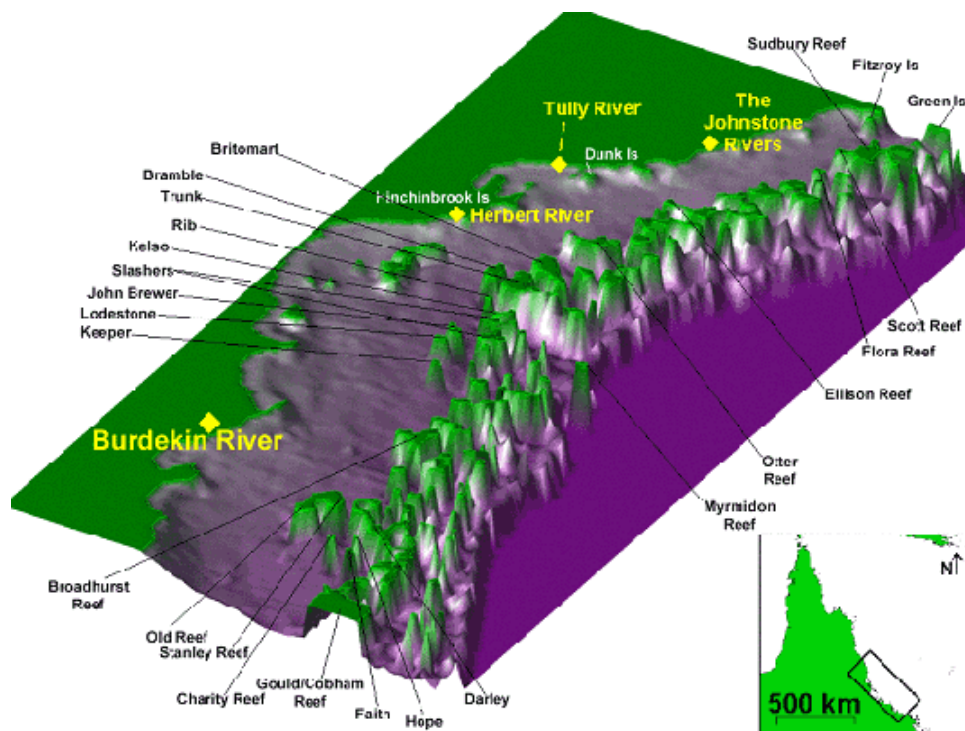 Sudbury Reef
Fitzroy Is
Green Is
The
Johnstone
Rivers
Tully River
Dunk Is
Britomart
Bramble
Trunk
Hinchinbrook Is
Herbert River
Rib
Kelso
Slashers
John Brewer
Lodestone
Keeper
Scott Reef
Flora Reef
Ellison Reef
Burdekin River
Otter
Reef
Myrmidon
Reef
Broadhurst
Reef
Old Reef
Stanley Reef
Charity Reef
Gould/Cobham
Reef
Faith
Hope
Darley
N
500 km